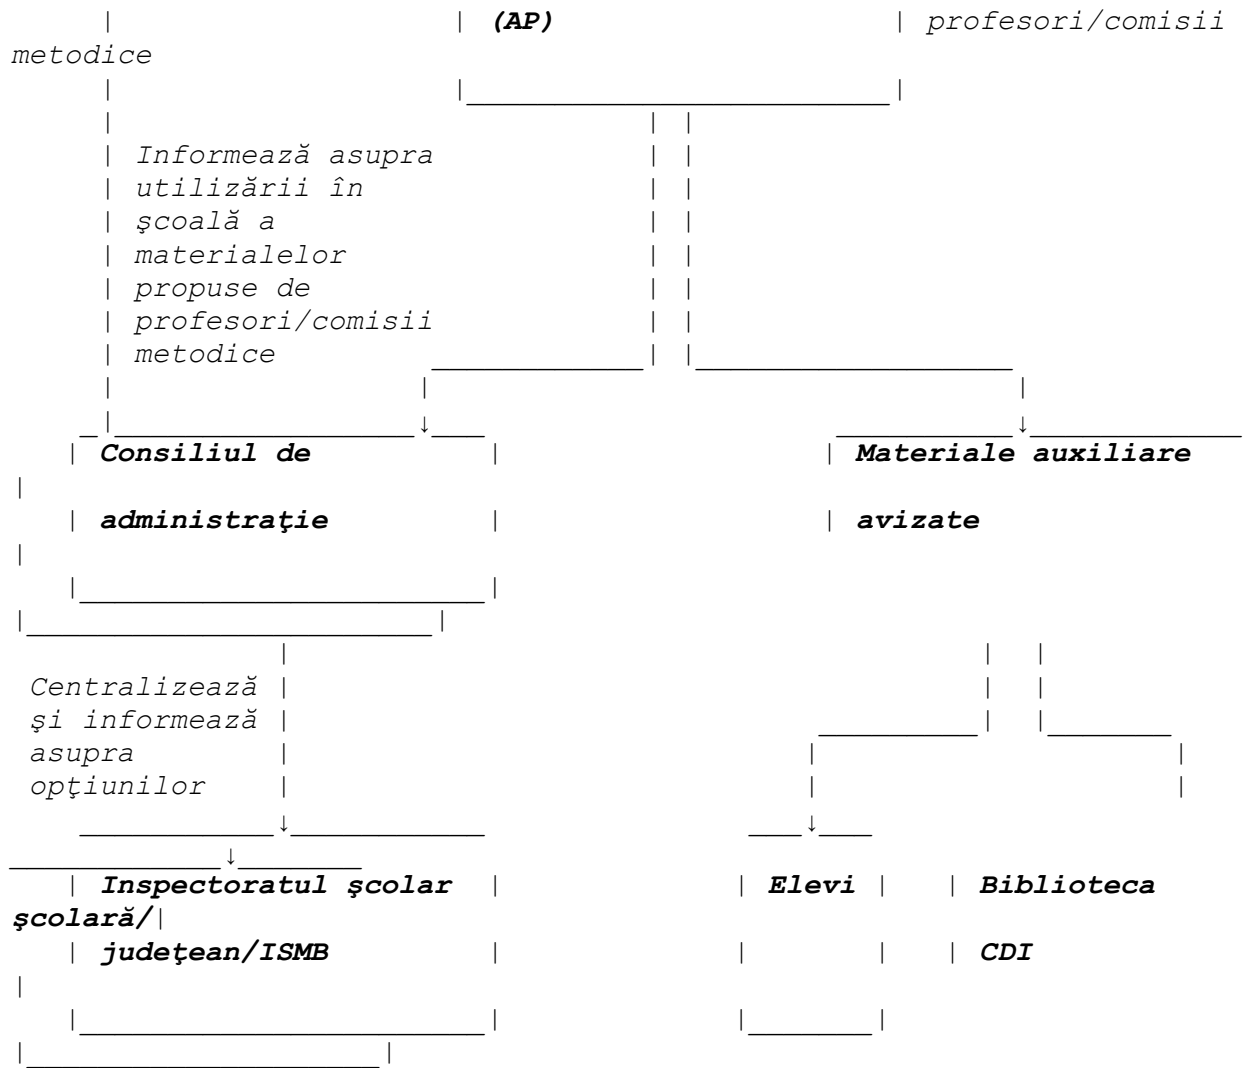 (AP) profesori/comisii
metodice
Informează asupra
utilizării în
şcoală a
materialelor
propuse de
profesori/comisii
metodice
Consiliul de Materiale auxiliare
administraţie avizate
Centralizează
şi informează
asupra
opţiunilor
Inspectoratul şcolar Elevi Biblioteca
şcolară/
judeţean/ISMB CDI